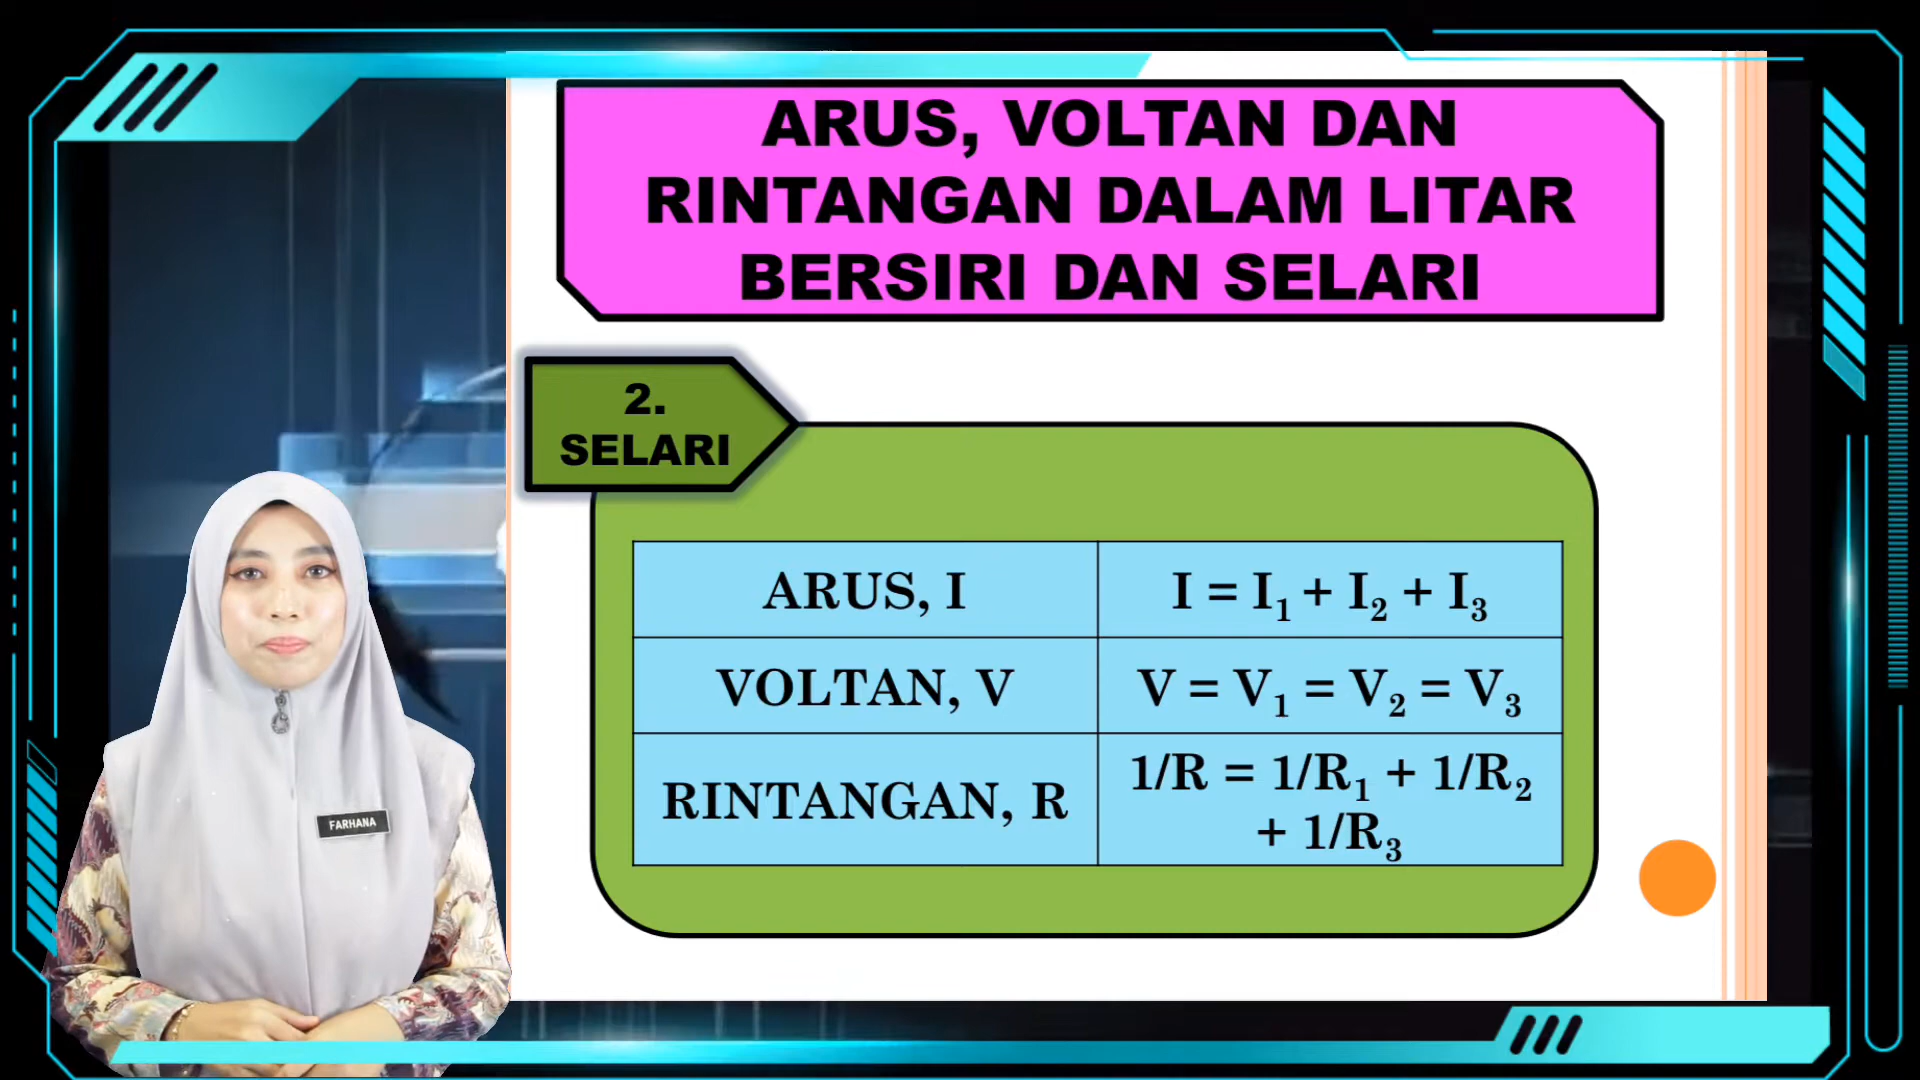 ARUS, VOLTAN DAN
RINTANGAN DALAM LITAR
BERSIRI DAN SELARI
2.
SELARI
ARUS, I
I = I₁ + I₂ + I₃
VOLTAN, V
V = V₁ = V₂ = V₃
RINTANGAN, R
1/R = 1/R₁ + 1/R₂
+ 1/R₃
FARHANA